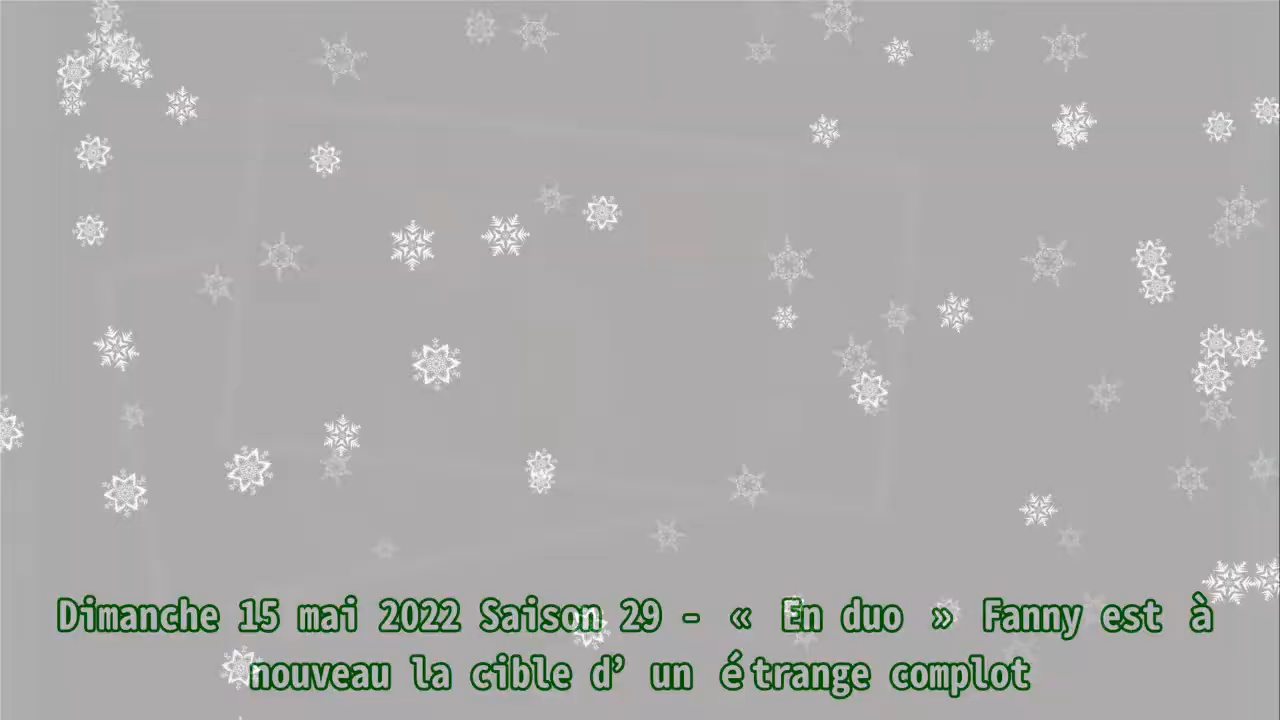 Dimanche 15 mai 2022 Saison 29 - « En duo » Fanny est à
nouveau la cible d’ un étrange complot